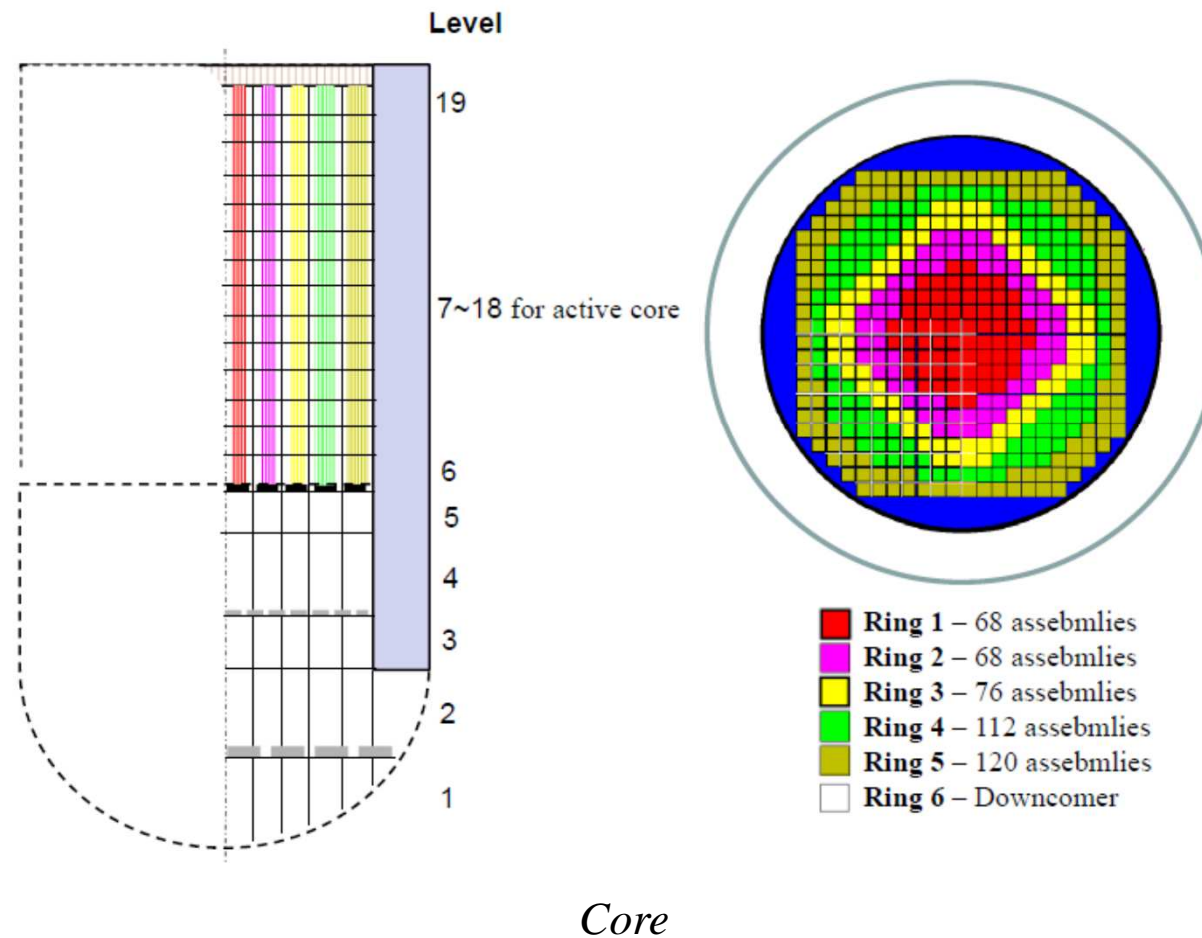 Level
19
7~18 for active core
6
5
4
3
2
1
Ring 1 – 68 assebmlies
Ring 2 – 68 assebmlies
Ring 3 – 76 assebmlies
Ring 4 – 112 assebmlies
Ring 5 – 120 assebmlies
Ring 6 – Downcomer
Core